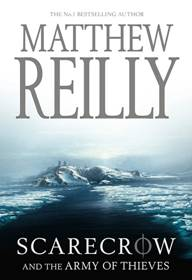 THE NO.1 BESTSELLING AUTHOR
MATTHEW
REILLY
SCARECROW
AND THE ARMY OF THIEVES